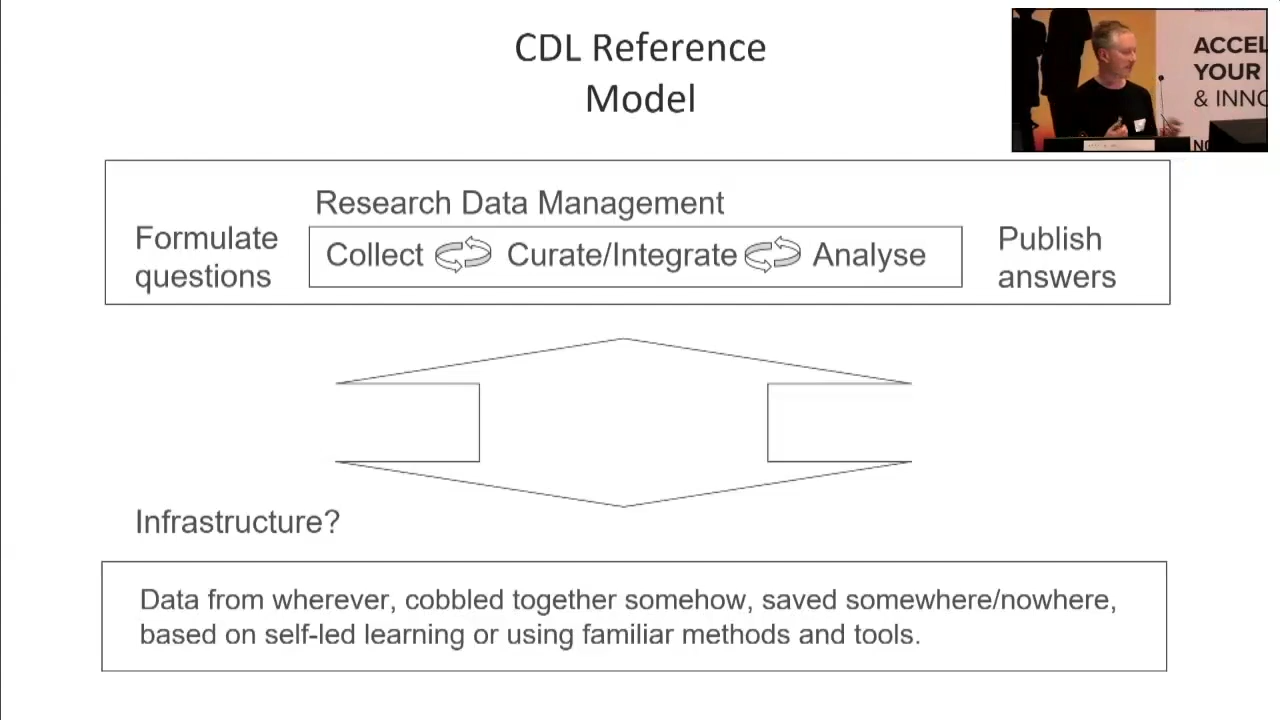 CDL Reference
Model
ACCEL
YOUR
& INNO
NO
Research Data Management
Formulate
questions
Collect
Curate/Integrate
Analyse
Publish
answers
Infrastructure?
Data from wherever, cobbled together somehow, saved somewhere/nowhere,
based on self-led learning or using familiar methods and tools.